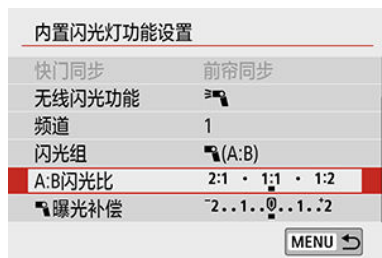 内置闪光灯功能设置
快门同步 前帘同步
无线闪光功能
频道 1
闪光组 (A:B)
A:B闪光比 2:1 · 1:1 · 1:2
曝光补偿 ⁻2..1..0..1..⁺2
MENU